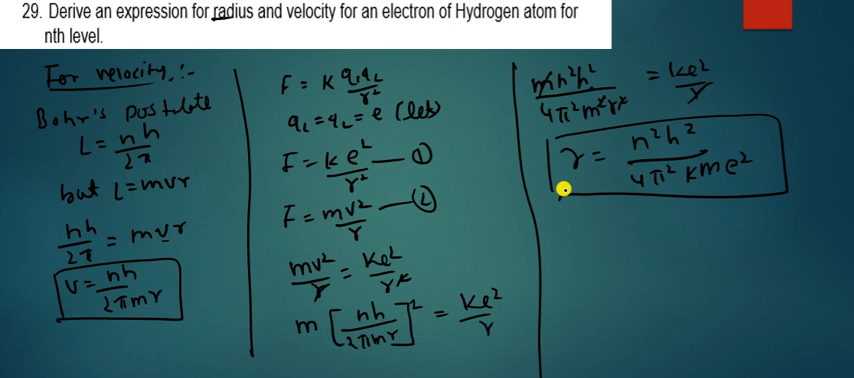 29. Derive an expression for radius and velocity for an electron of Hydrogen atom for
nth level.
For velocity :-
Bohr's postulate
L = nh/2π
but L = mvr
nh/2π = mvr
v = nh/2πmr
F = K q₁q₂/r²
q₁ = q₂ = e (let)
F = ke²/r² — ①
F = mv²/r — ②
mv²/r = Ke²/r²
m [nh/2πmr]² = Ke²/r
mn²h²/4π²m²r² = ke²/r
r = n²h²/4π²kme²